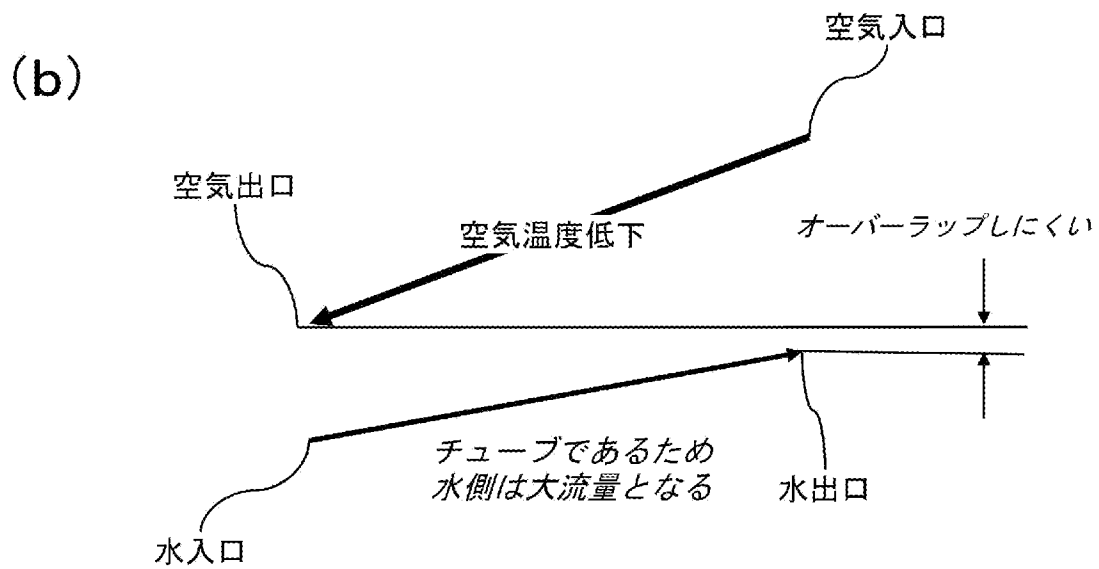 空気入口
(b)
空気出口
空気温度低下
オーバーラップしにくい
チューブであるため
水側は大流量となる
水出口
水入口